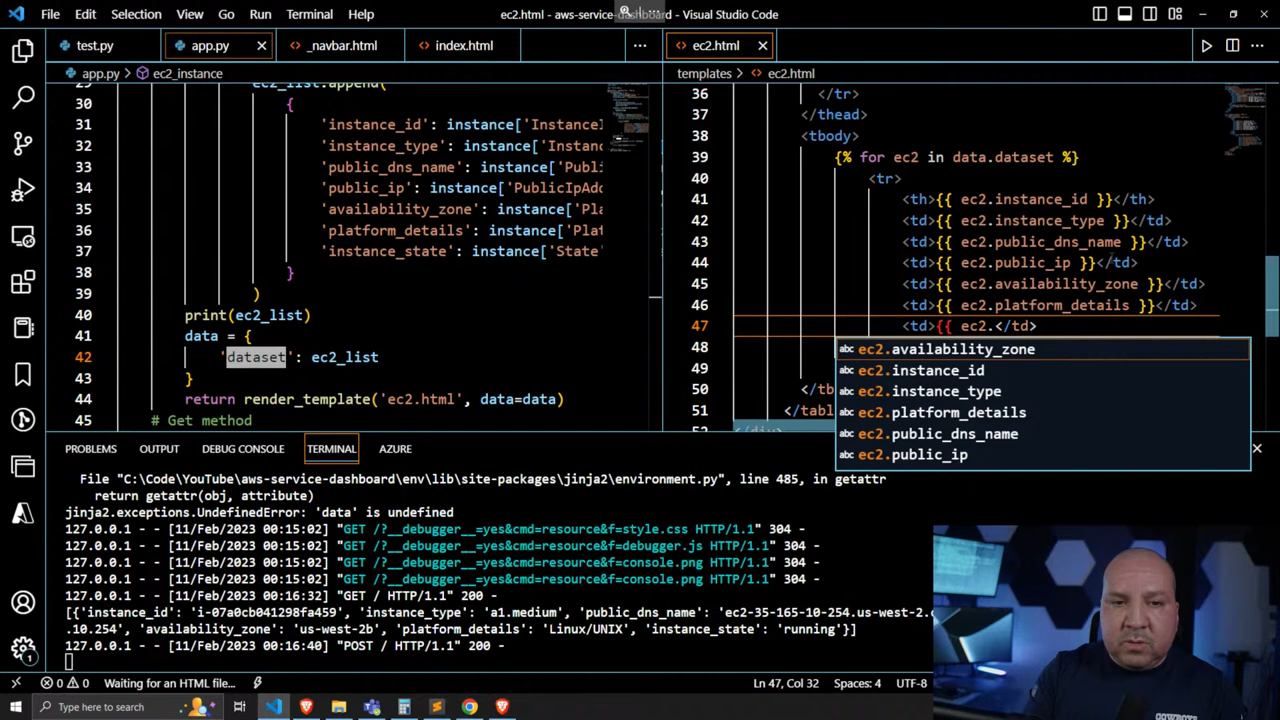 File Edit Selection View Go Run Terminal Help
ec2.html - aws-service-dashboard - Visual Studio Code
test.py app.py _navbar.html index.html
ec2.html
app.py > ec2_instance
templates > ec2.html
ec2_list.append(
30 {
31 'instance_id': instance['Instance
32 'instance_type': instance['Instanc
33 'public_dns_name': instance['Publi
34 'public_ip': instance['PublicIpAdd
35 'availability_zone': instance['Pla
36 'platform_details': instance['Plat
37 'instance_state': instance['State'
38 }
39 )
40 print(ec2_list)
41 data = {
42 'dataset': ec2_list
43 }
44 return render_template('ec2.html', data=data)
45 # Get method
36 </tr>
37 </thead>
38 <tbody>
39 {% for ec2 in data.dataset %}
40 <tr>
41 <th>{{ ec2.instance_id }}</th>
42 <td>{{ ec2.instance_type }}</td>
43 <td>{{ ec2.public_dns_name }}</td>
44 <td>{{ ec2.public_ip }}</td>
45 <td>{{ ec2.availability_zone }}</td>
46 <td>{{ ec2.platform_details }}</td>
47 <td>{{ ec2.</td>
48
49
50 </tb
51 </tabl
52 </div>
abc ec2.availability_zone
abc ec2.instance_id
abc ec2.instance_type
abc ec2.platform_details
abc ec2.public_dns_name
abc ec2.public_ip
PROBLEMS OUTPUT DEBUG CONSOLE TERMINAL AZURE
File "C:\Code\YouTube\aws-service-dashboard\env\lib\site-packages\jinja2\environment.py", line 485, in getattr
return getattr(obj, attribute)
jinja2.exceptions.UndefinedError: 'data' is undefined
127.0.0.1 - - [11/Feb/2023 00:15:02] "GET /?__debugger__=yes&cmd=resource&f=style.css HTTP/1.1" 304 -
127.0.0.1 - - [11/Feb/2023 00:15:02] "GET /?__debugger__=yes&cmd=resource&f=debugger.js HTTP/1.1" 304 -
127.0.0.1 - - [11/Feb/2023 00:15:02] "GET /?__debugger__=yes&cmd=resource&f=console.png HTTP/1.1" 304 -
127.0.0.1 - - [11/Feb/2023 00:15:02] "GET /?__debugger__=yes&cmd=resource&f=console.png HTTP/1.1" 304 -
127.0.0.1 - - [11/Feb/2023 00:16:32] "GET / HTTP/1.1" 200 -
[{'instance_id': 'i-07a0cb041298fa459', 'instance_type': 'a1.medium', 'public_dns_name': 'ec2-35-165-10-254.us-west-2.c
.10.254', 'availability_zone': 'us-west-2b', 'platform_details': 'Linux/UNIX', 'instance_state': 'running'}]
127.0.0.1 - - [11/Feb/2023 00:16:40] "POST / HTTP/1.1" 200 -
0 0 Waiting for an HTML file...
Ln 47, Col 32 Spaces: 4 UTF-8
1
Type here to search
COWBOYS